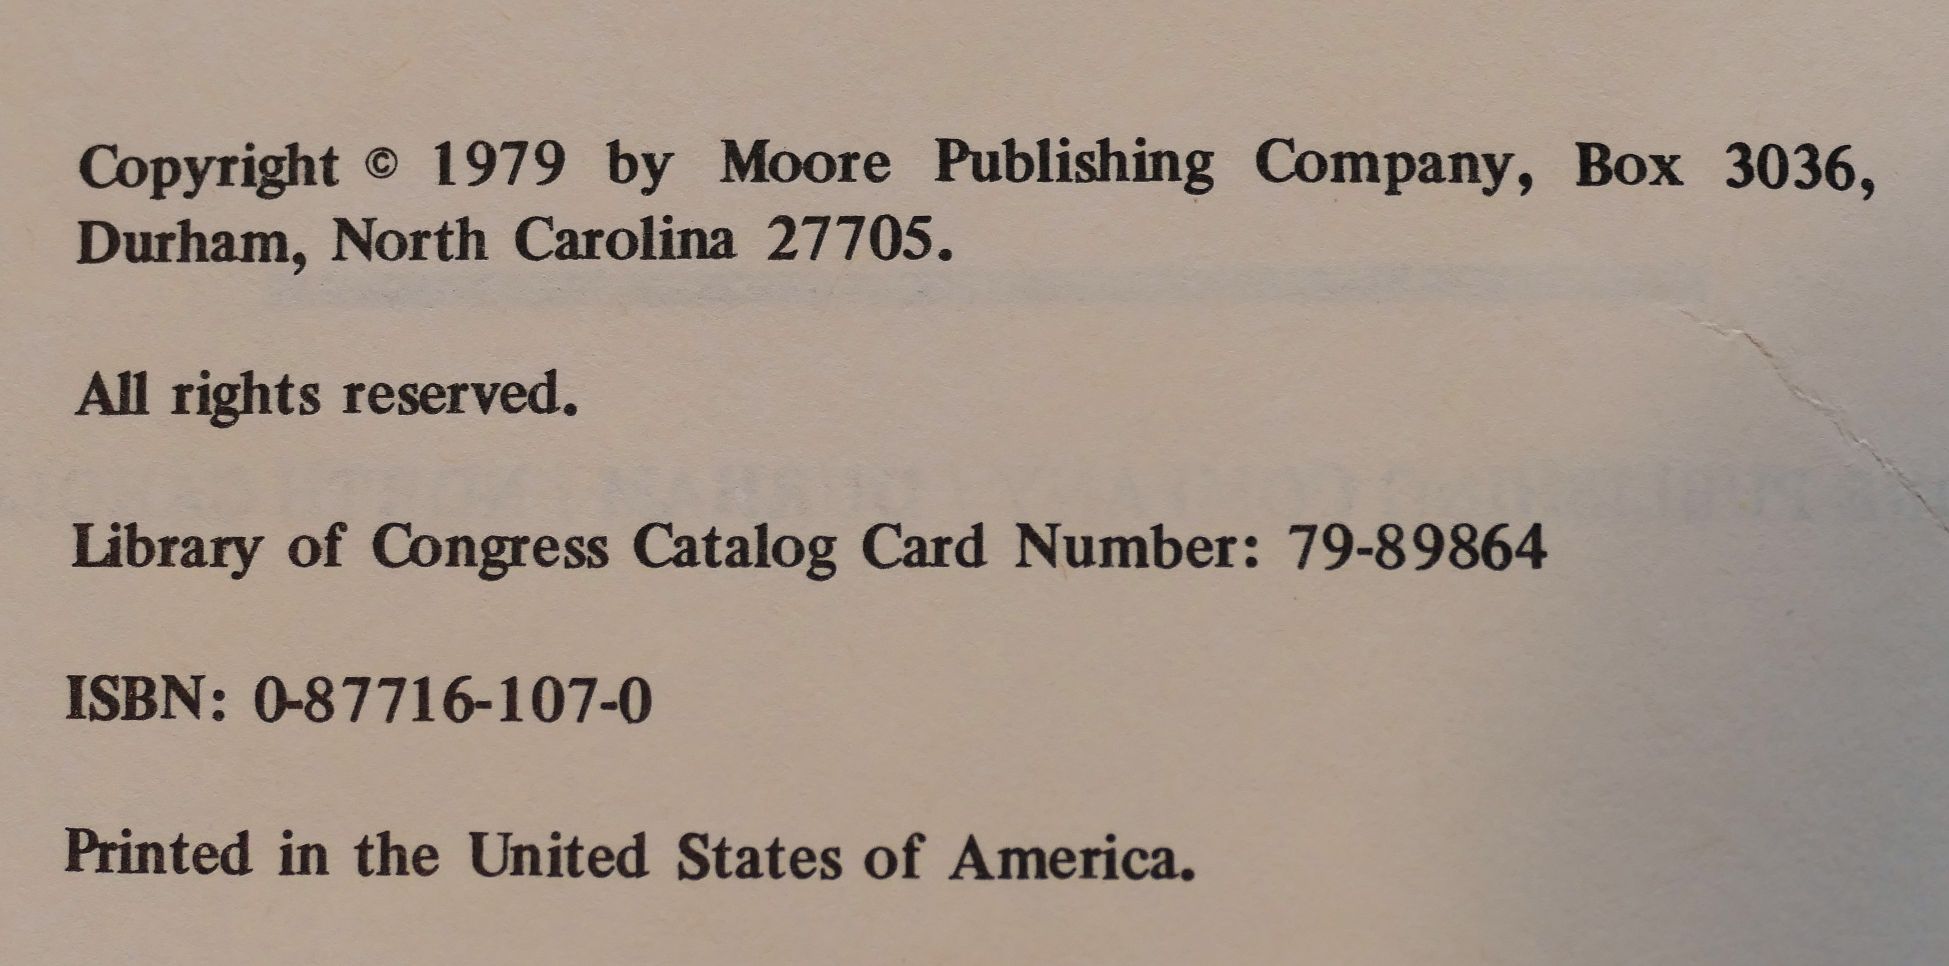 Copyright © 1979 by Moore Publishing Company, Box 3036,
Durham, North Carolina 27705.
All rights reserved.
Library of Congress Catalog Card Number: 79-89864
ISBN: 0-87716-107-0
Printed in the United States of America.